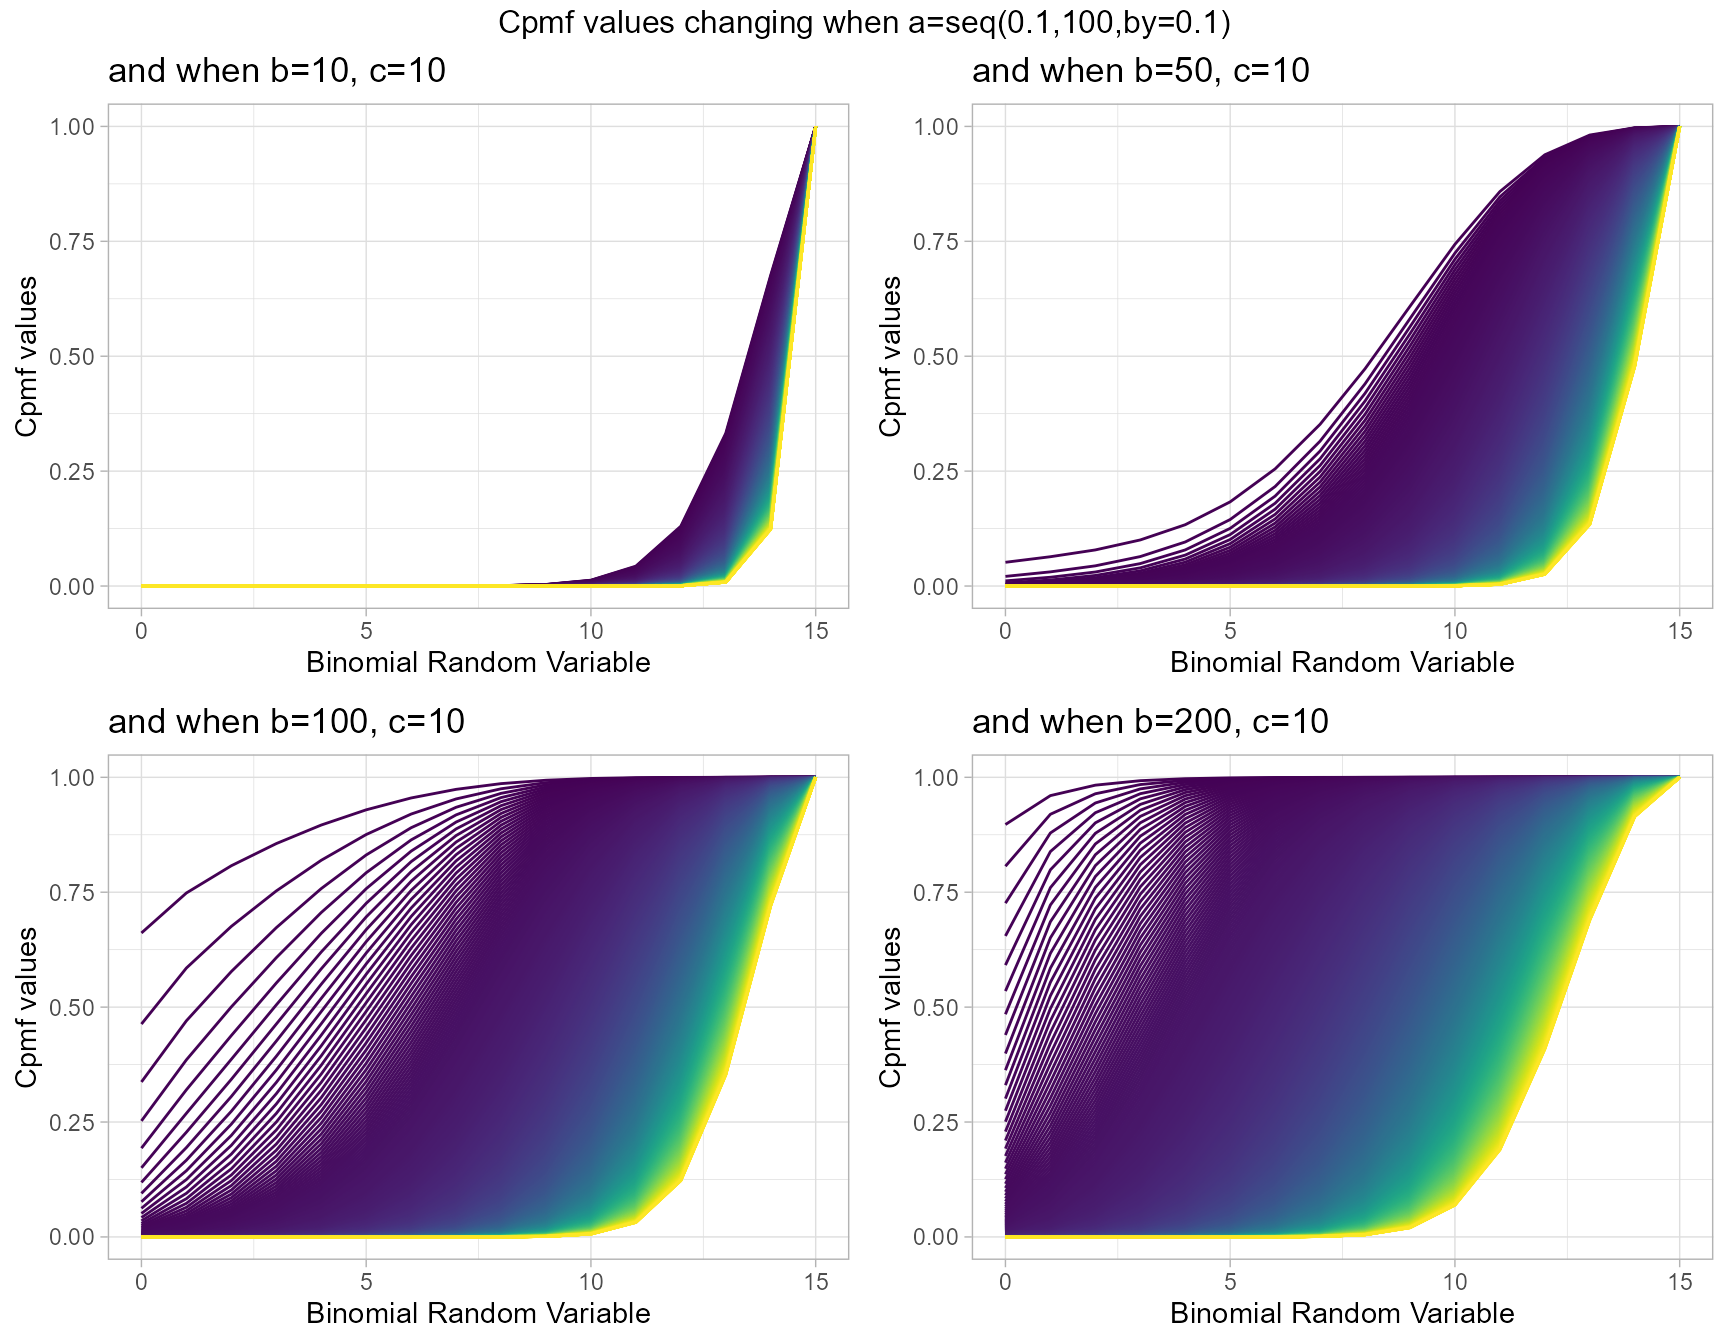 Cpmf values changing when a=seq(0.1,100,by=0.1)
and when b=10, c=10
1.00
0.75
0.50
0.25
0.00
Cpmf values
0 5 10 15
Binomial Random Variable
and when b=50, c=10
1.00
0.75
0.50
0.25
0.00
Cpmf values
0 5 10 15
Binomial Random Variable
and when b=100, c=10
1.00
0.75
0.50
0.25
0.00
Cpmf values
0 5 10 15
Binomial Random Variable
and when b=200, c=10
1.00
0.75
0.50
0.25
0.00
Cpmf values
0 5 10 15
Binomial Random Variable